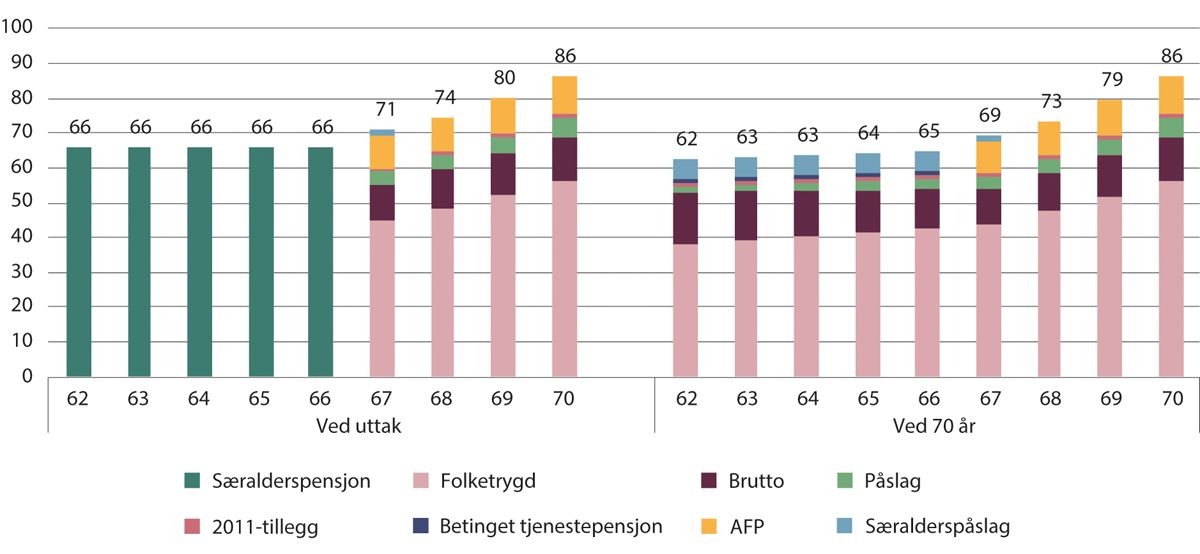 100
90
80
70
60
50
40
30
20
10
0
66 66 66 66 66 71 74 80 86 62 63 63 64 65 69 73 79 86
62 63 64 65 66 67 68 69 70 62 63 64 65 66 67 68 69 70
Ved uttak Ved 70 år
Særalderspensjon Folketrygd Brutto Påslag
2011-tillegg Betinget tjenestepensjon AFP Særalderspåslag